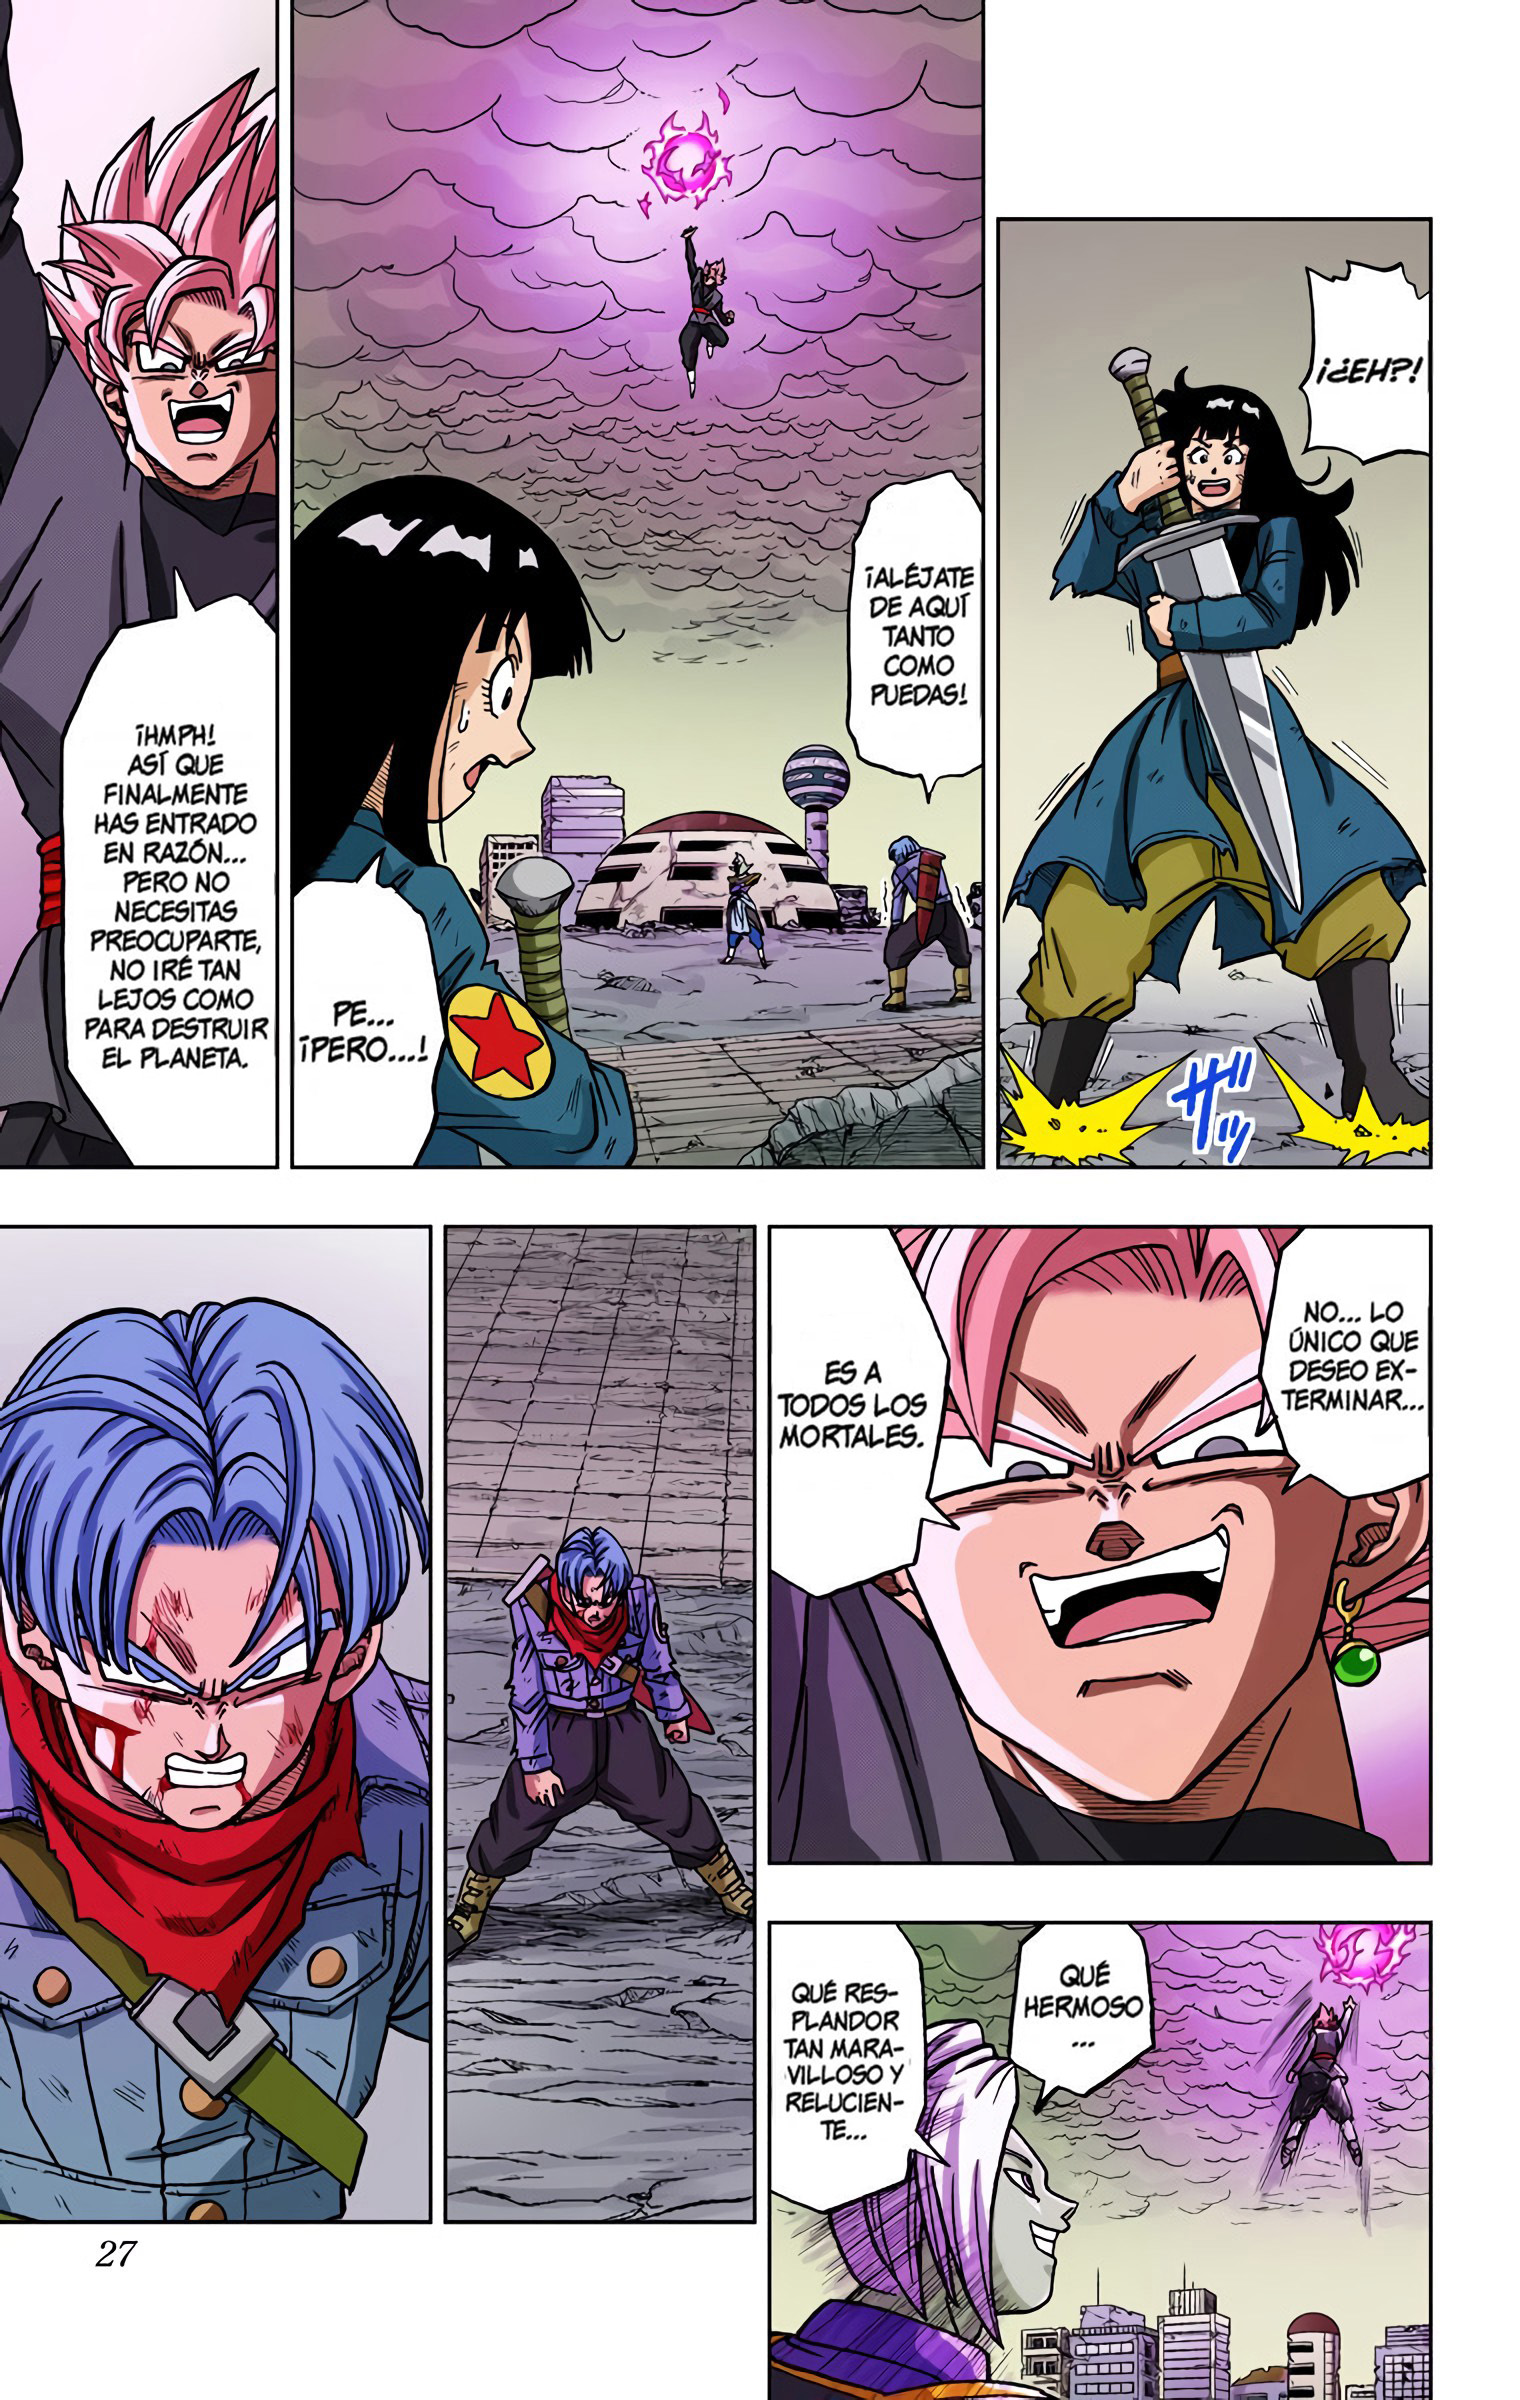 ¡¿EH?!
ザッ
¡ALÉJATE
DE AQUÍ
TANTO
COMO
PUEDAS!
PE...
¡PERO...!
¡HMPH!
ASÍ QUE
FINALMENTE
HAS ENTRADO
EN RAZÓN...
PERO NO
NECESITAS
PREOCUPARTE,
NO IRÉ TAN
LEJOS COMO
PARA DESTRUIR
EL PLANETA.
NO... LO
ÚNICO QUE
DESEO EX-
TERMINAR...
ES A
TODOS LOS
MORTALES.
QUÉ
HERMOSO
...
QUÉ RES-
PLANDOR
TAN MARA-
VILLOSO Y
RELUCIEN-
TE...
27